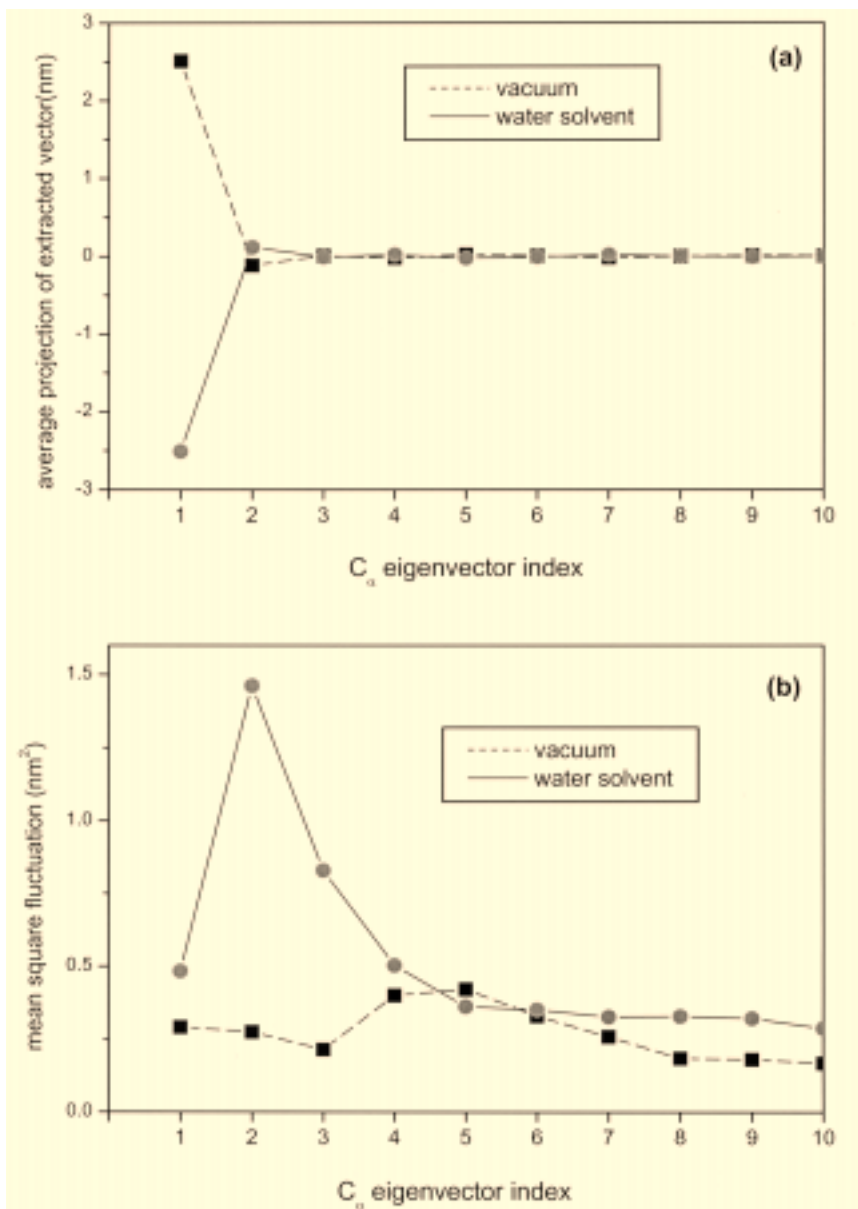 (a)
vacuum
water solvent
average projection of extracted vector(nm)
3
2
1
0
-1
-2
-3
1 2 3 4 5 6 7 8 9 10
Cα eigenvector index
(b)
vacuum
water solvent
mean square fluctuation (nm²)
1.5
1.0
0.5
0.0
1 2 3 4 5 6 7 8 9 10
Cα eigenvector index